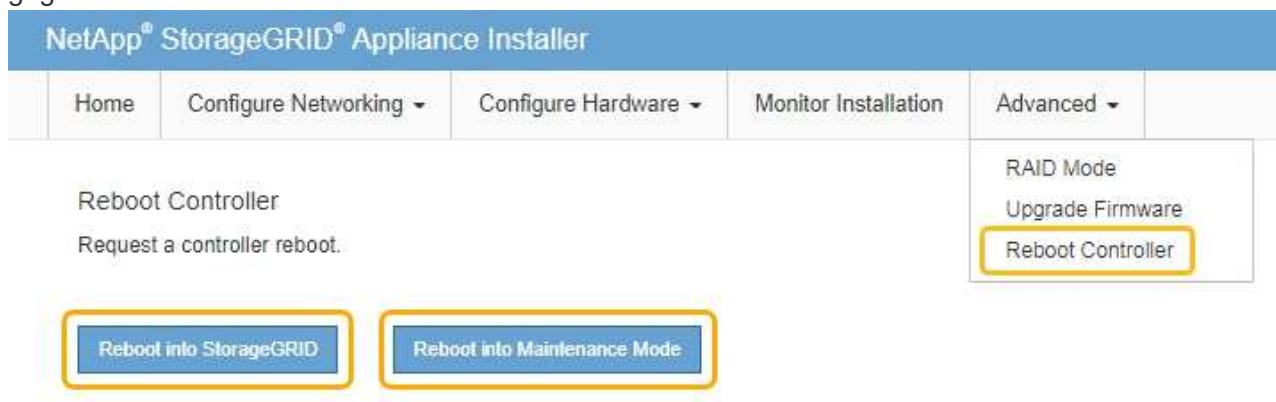 NetApp® StorageGRID® Appliance Installer
Home Configure Networking Configure Hardware Monitor Installation Advanced
RAID Mode
Upgrade Firmware
Reboot Controller
Reboot Controller
Request a controller reboot.
Reboot into StorageGRID Reboot into Maintenance Mode